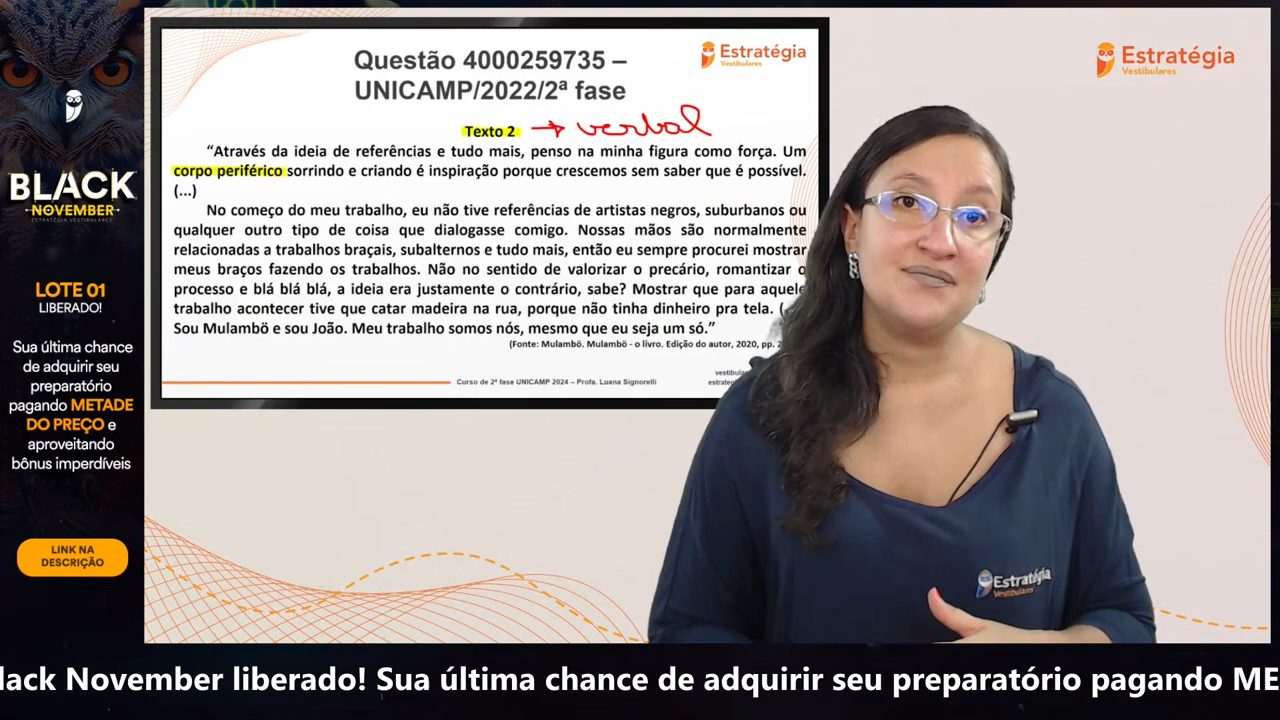 Questão 4000259735 –
UNICAMP/2022/2ª fase
Estratégia
Vestibulares
Texto 2 → verbal
“Através da ideia de referências e tudo mais, penso na minha figura como força. Um
corpo periférico sorrindo e criando é inspiração porque crescemos sem saber que é possível.
(...)
No começo do meu trabalho, eu não tive referências de artistas negros, suburbanos ou
qualquer outro tipo de coisa que dialogasse comigo. Nossas mãos são normalmente
relacionadas a trabalhos braçais, subalternos e tudo mais, então eu sempre procurei mostrar
meus braços fazendo os trabalhos. Não no sentido de valorizar o precário, romantizar o
processo e blá blá blá, a ideia era justamente o contrário, sabe? Mostrar que para aquele
trabalho acontecer tive que catar madeira na rua, porque não tinha dinheiro pra tela. (
Sou Mulambö e sou João. Meu trabalho somos nós, mesmo que eu seja um só.”
(Fonte: Mulambö. Mulambö - o livro. Edição do autor, 2020, pp.
Curso de 2ª fase UNICAMP 2024 – Profa. Luana Signorelli
Estratégia
Vestibulares
Estratégia
Vestibulares
BLACK
NOVEMBER
ESTRATÉGIA VESTIBULARES
LOTE 01
LIBERADO!
Sua última chance
de adquirir seu
preparatório
pagando METADE
DO PREÇO e
aproveitando
bônus imperdíveis
LINK NA
DESCRIÇÃO
lack November liberado! Sua última chance de adquirir seu preparatório pagando ME